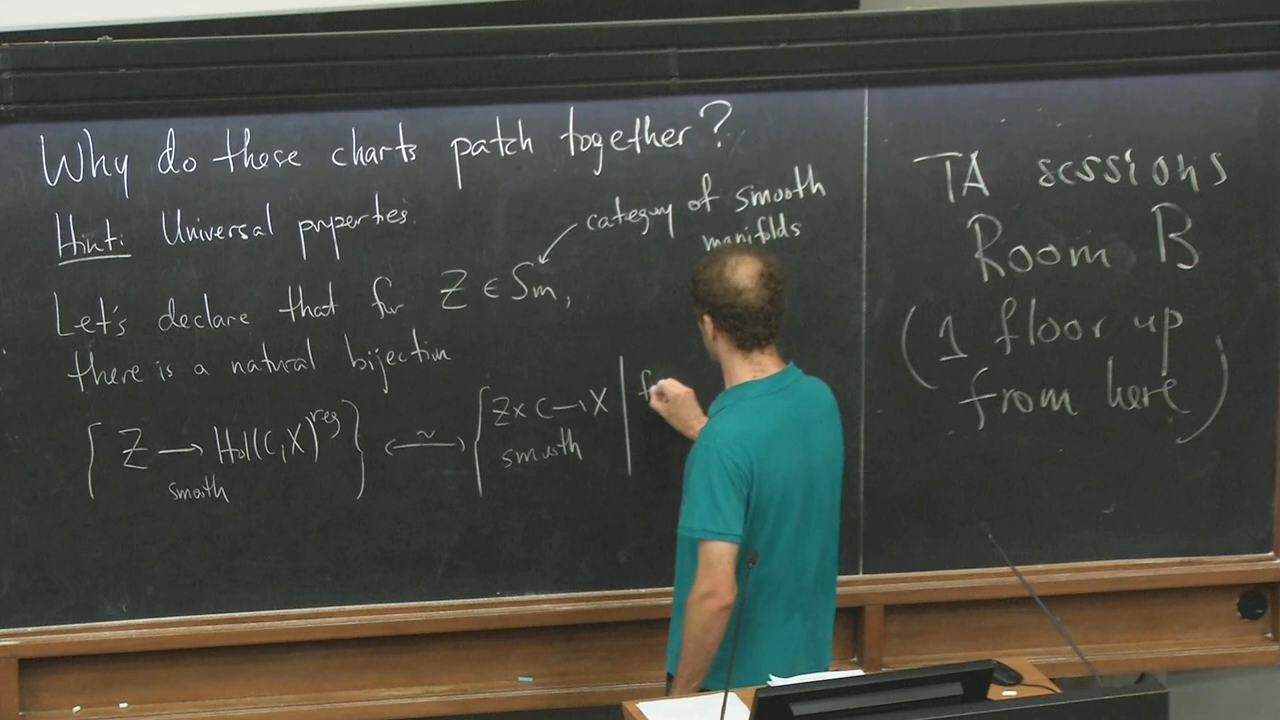 Why do these charts patch together?
Hint: Universal properties.
category of smooth
manifolds
Let's declare that for Z ∈ Sm,
there is a natural bijection
{ Z → Hol(C,X)^reg } ↔~ { Z × C → X | f
smooth
smooth
TA sessions
Room B
(1 floor up
from here)